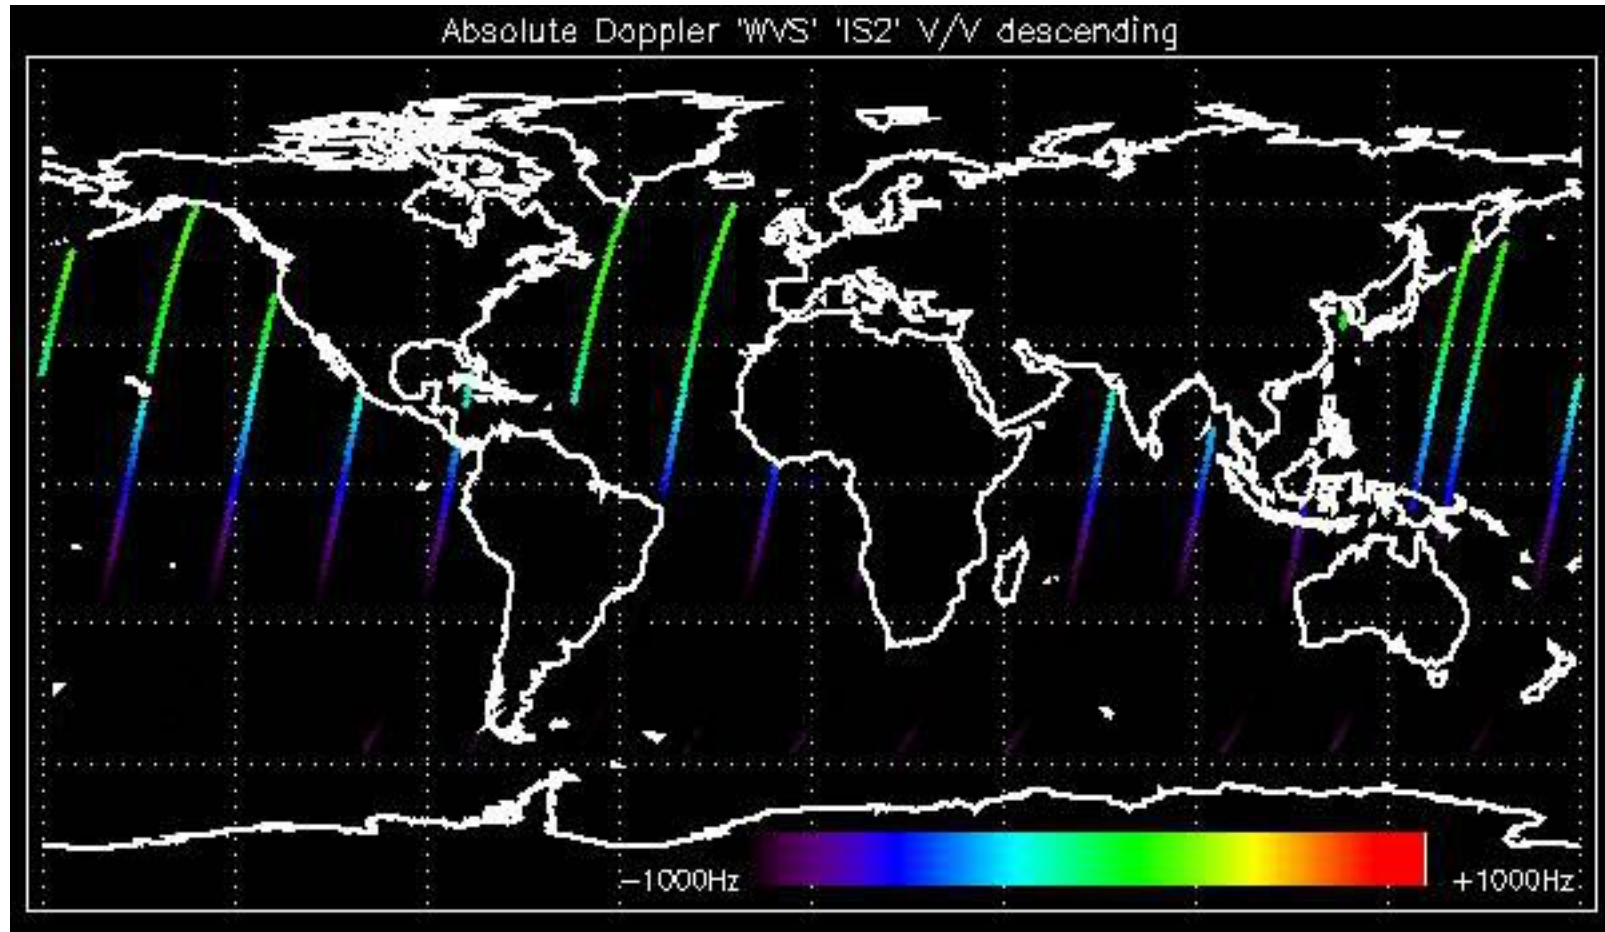 Absolute Doppler 'WVS' 'IS2' V/V descending
−1000Hz
+1000Hz